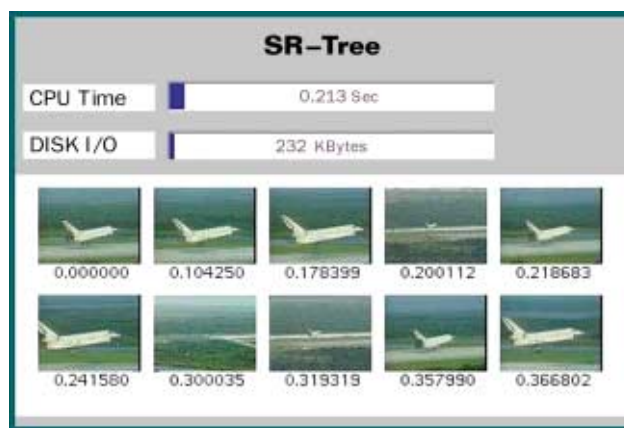 SR-Tree
CPU Time 0.213 Sec
DISK I/O 232 KBytes
0.000000 0.104250 0.178399 0.200112 0.218683
0.241580 0.300035 0.319319 0.357990 0.366802